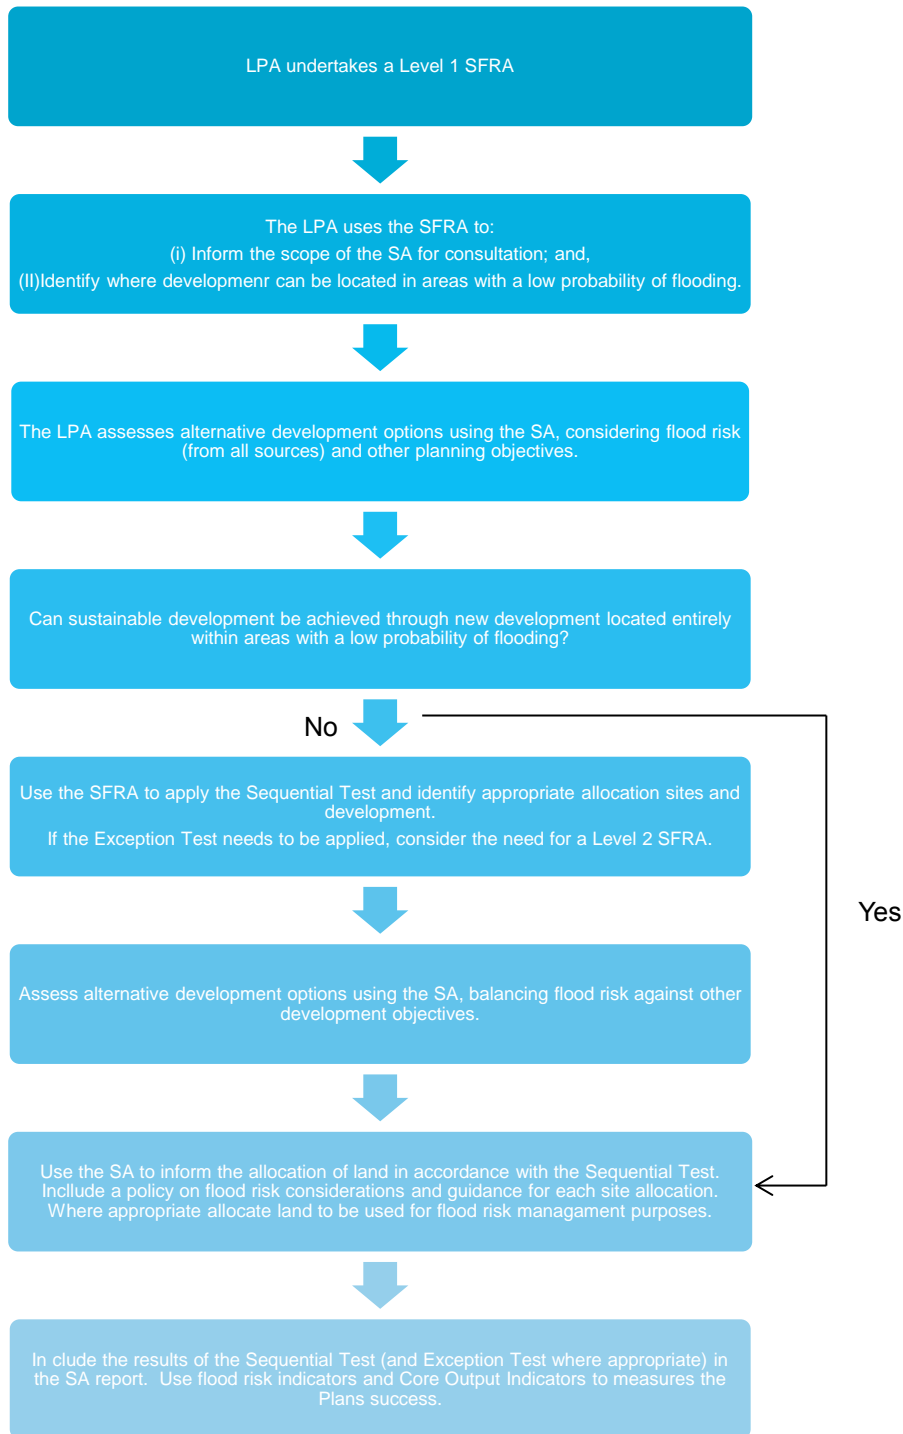 LPA undertakes a Level 1 SFRA
The LPA uses the SFRA to:
(i) Inform the scope of the SA for consultation; and,
(II)Identify where developmenr can be located in areas with a low probability of flooding.
The LPA assesses alternative development options using the SA, considering flood risk
(from all sources) and other planning objectives.
Can sustainable development be achieved through new development located entirely
within areas with a low probability of flooding?
No
Use the SFRA to apply the Sequential Test and identify appropriate allocation sites and
development.
If the Exception Test needs to be applied, consider the need for a Level 2 SFRA.
Yes
Assess alternative development options using the SA, balancing flood risk against other
development objectives.
Use the SA to inform the allocation of land in accordance with the Sequential Test.
Incllude a policy on flood risk considerations and guidance for each site allocation.
Where appropriate allocate land to be used for flood risk managament purposes.
In clude the results of the Sequential Test (and Exception Test where appropriate) in
the SA report. Use flood risk indicators and Core Output Indicators to measures the
Plans success.